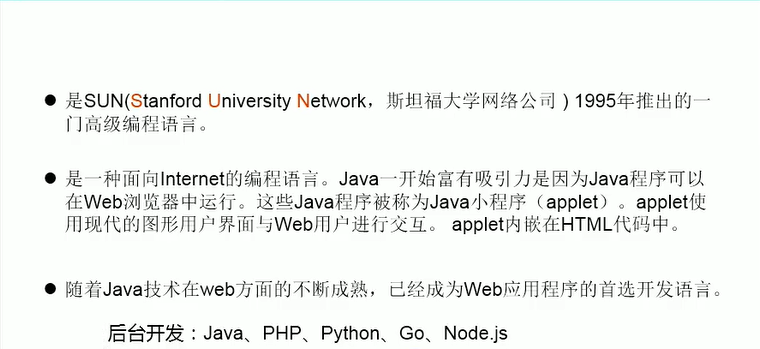 ● 是SUN(Stanford University Network，斯坦福大学网络公司 ) 1995年推出的一
门高级编程语言。
● 是一种面向Internet的编程语言。Java一开始富有吸引力是因为Java程序可以
在Web浏览器中运行。这些Java程序被称为Java小程序（applet）。applet使
用现代的图形用户界面与Web用户进行交互。 applet内嵌在HTML代码中。
● 随着Java技术在web方面的不断成熟，已经成为Web应用程序的首选开发语言。
后台开发：Java、PHP、Python、Go、Node.js